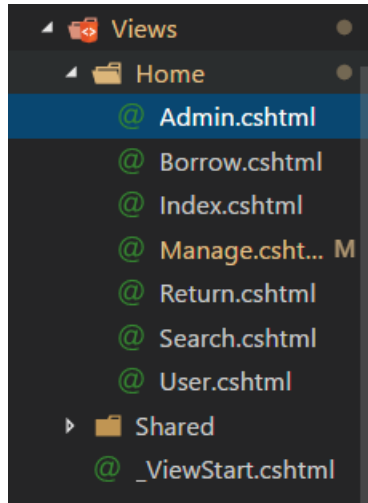 Views
Home
@ Admin.cshtml
@ Borrow.cshtml
@ Index.cshtml
@ Manage.csht... M
@ Return.cshtml
@ Search.cshtml
@ User.cshtml
Shared
@ _ViewStart.cshtml